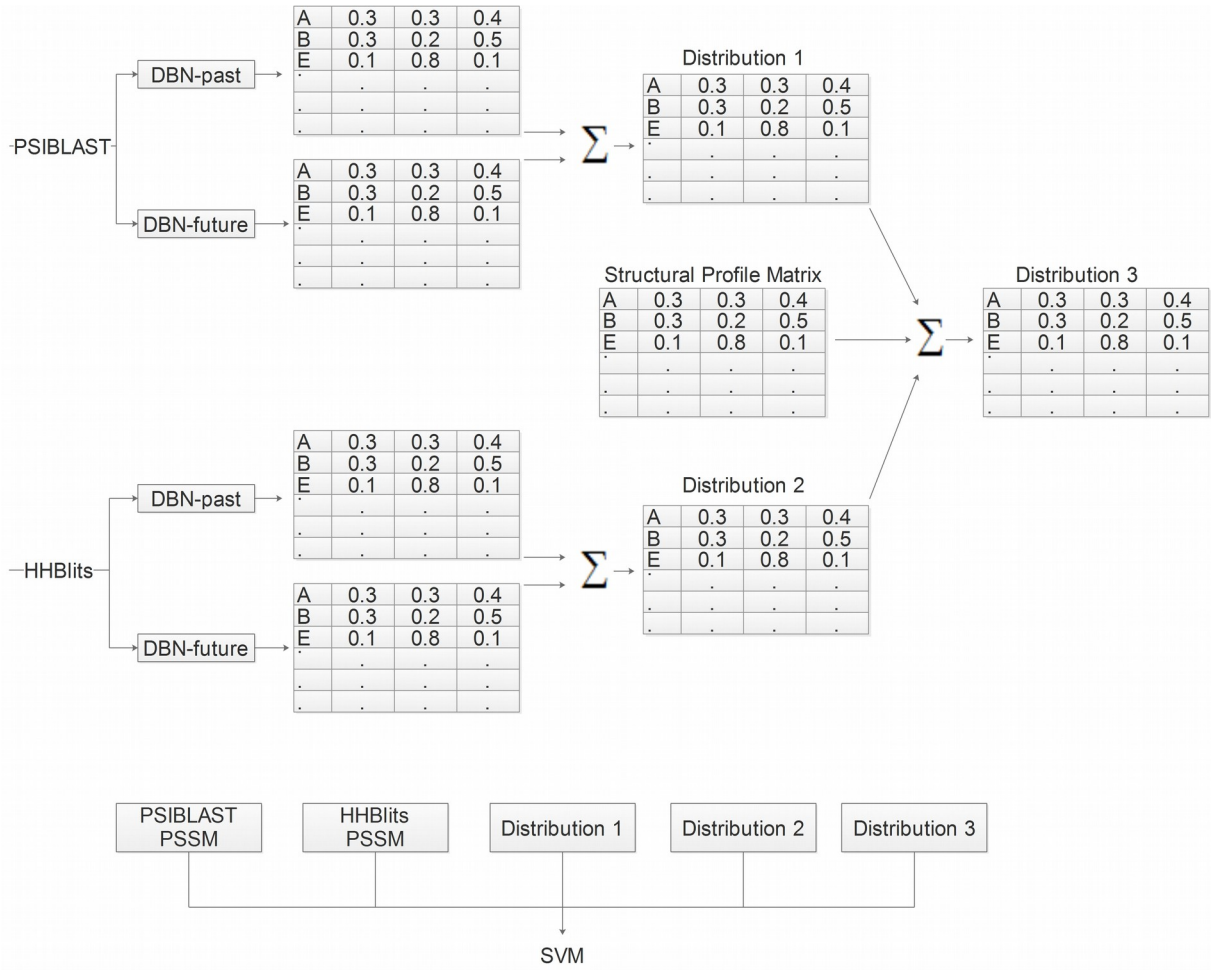 A 0.3 0.3 0.4
B 0.3 0.2 0.5
E 0.1 0.8 0.1
. . .
. . . .
. . . .
DBN-past
PSIBLAST
DBN-future
A 0.3 0.3 0.4
B 0.3 0.2 0.5
E 0.1 0.8 0.1
. . .
. . . .
. . . .
Σ
Distribution 1
A 0.3 0.3 0.4
B 0.3 0.2 0.5
E 0.1 0.8 0.1
. . .
. . . .
. . . .
Structural Profile Matrix
A 0.3 0.3 0.4
B 0.3 0.2 0.5
E 0.1 0.8 0.1
. . .
. . . .
. . . .
Σ
Distribution 3
A 0.3 0.3 0.4
B 0.3 0.2 0.5
E 0.1 0.8 0.1
. . .
. . . .
. . . .
A 0.3 0.3 0.4
B 0.3 0.2 0.5
E 0.1 0.8 0.1
. . .
. . . .
. . . .
DBN-past
HHBlits
DBN-future
A 0.3 0.3 0.4
B 0.3 0.2 0.5
E 0.1 0.8 0.1
. . .
. . . .
. . . .
Σ
Distribution 2
A 0.3 0.3 0.4
B 0.3 0.2 0.5
E 0.1 0.8 0.1
. . .
. . . .
. . . .
PSIBLAST
PSSM
HHBlits
PSSM
Distribution 1
Distribution 2
Distribution 3
SVM